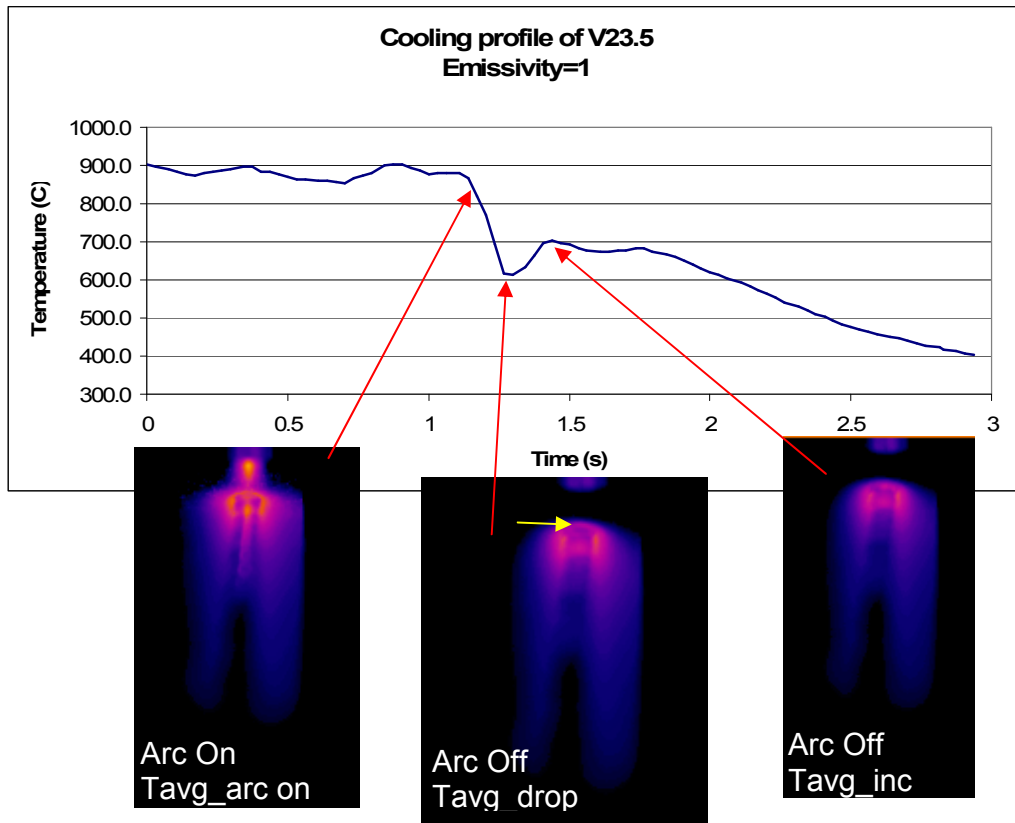 Cooling profile of V23.5
Emissivity=1
Temperature (C)
1000.0
900.0
800.0
700.0
600.0
500.0
400.0
300.0
0
0.5
1
1.5
2
2.5
3
Time (s)
Arc On
Tavg_arc on
Arc Off
Tavg_drop
Arc Off
Tavg_inc